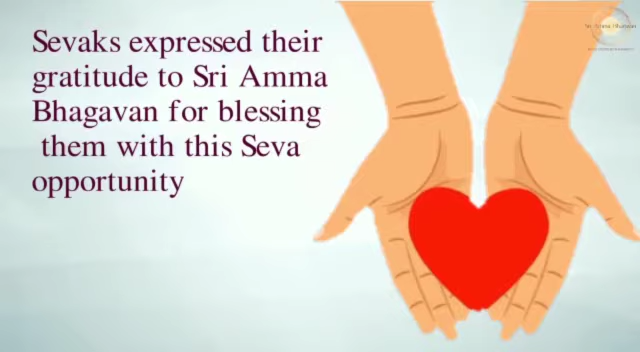 Sevaks expressed their
gratitude to Sri Amma
Bhagavan for blessing
them with this Seva
opportunity